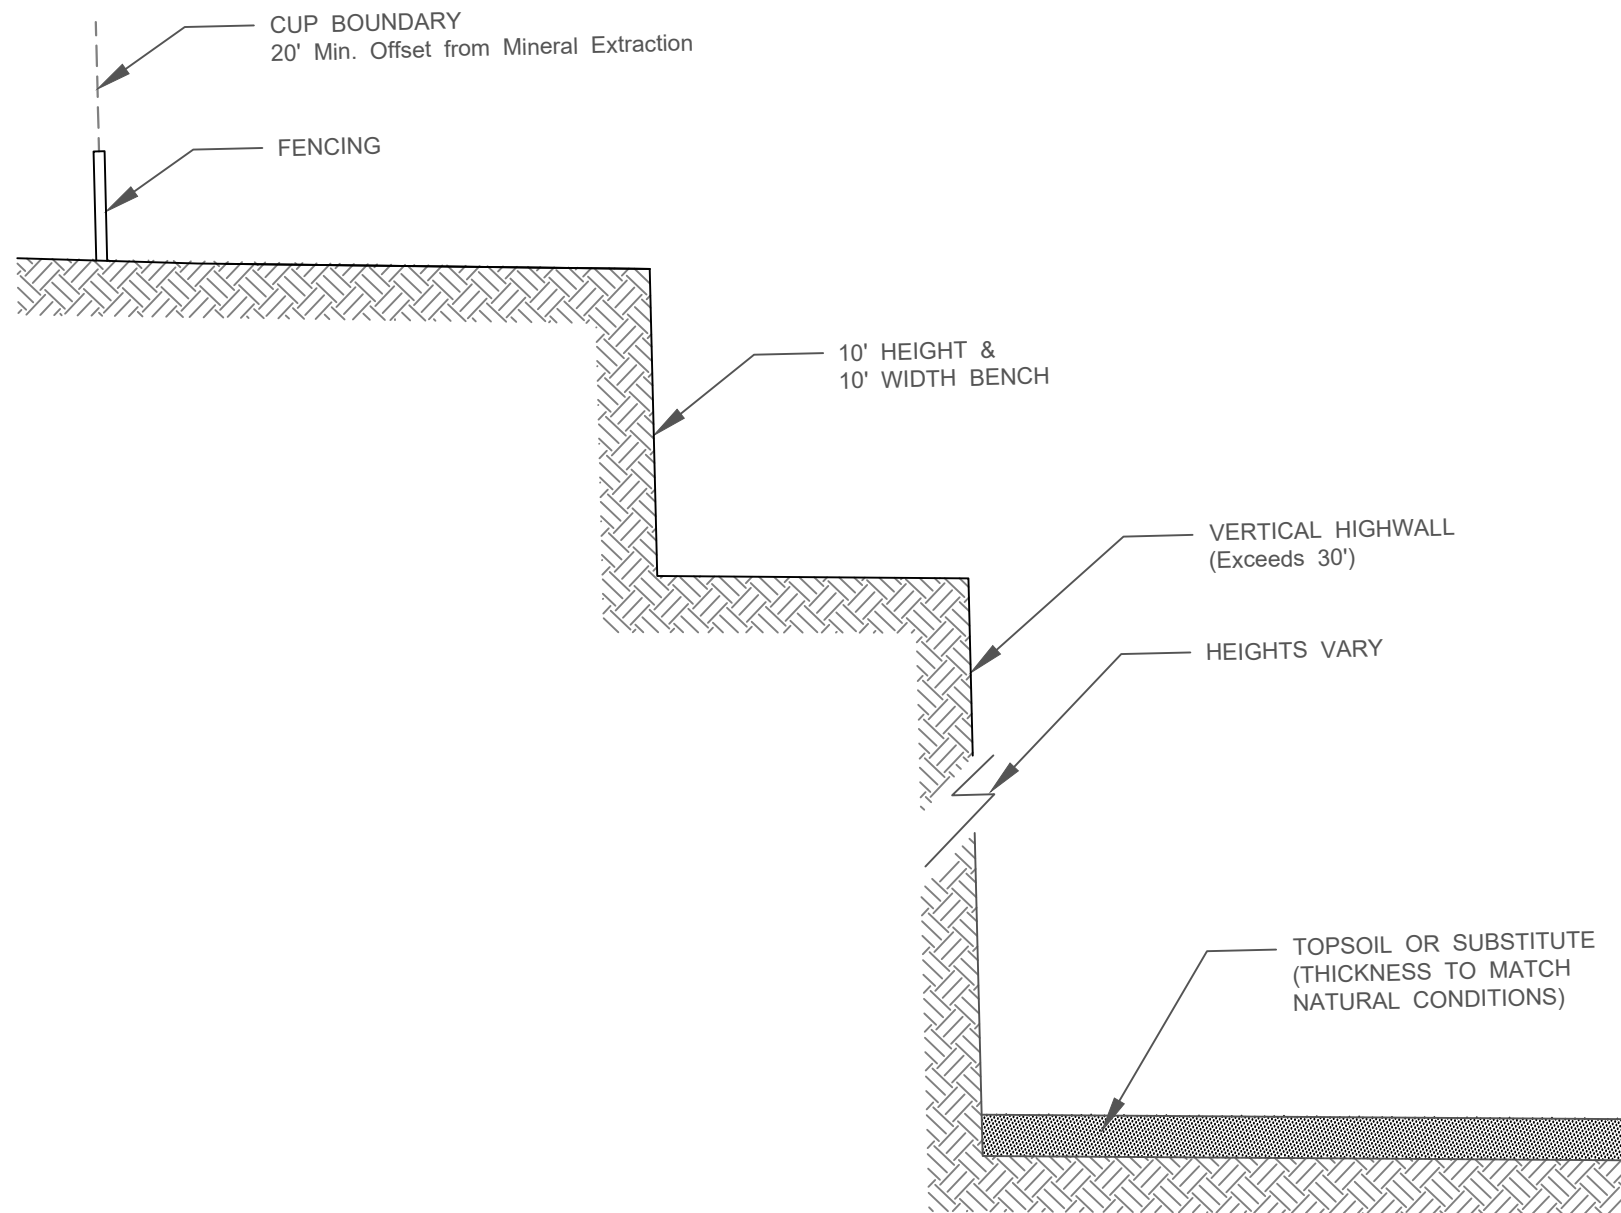 CUP BOUNDARY
20' Min. Offset from Mineral Extraction
FENCING
10' HEIGHT &
10' WIDTH BENCH
VERTICAL HIGHWALL
(Exceeds 30')
HEIGHTS VARY
TOPSOIL OR SUBSTITUTE
(THICKNESS TO MATCH
NATURAL CONDITIONS)